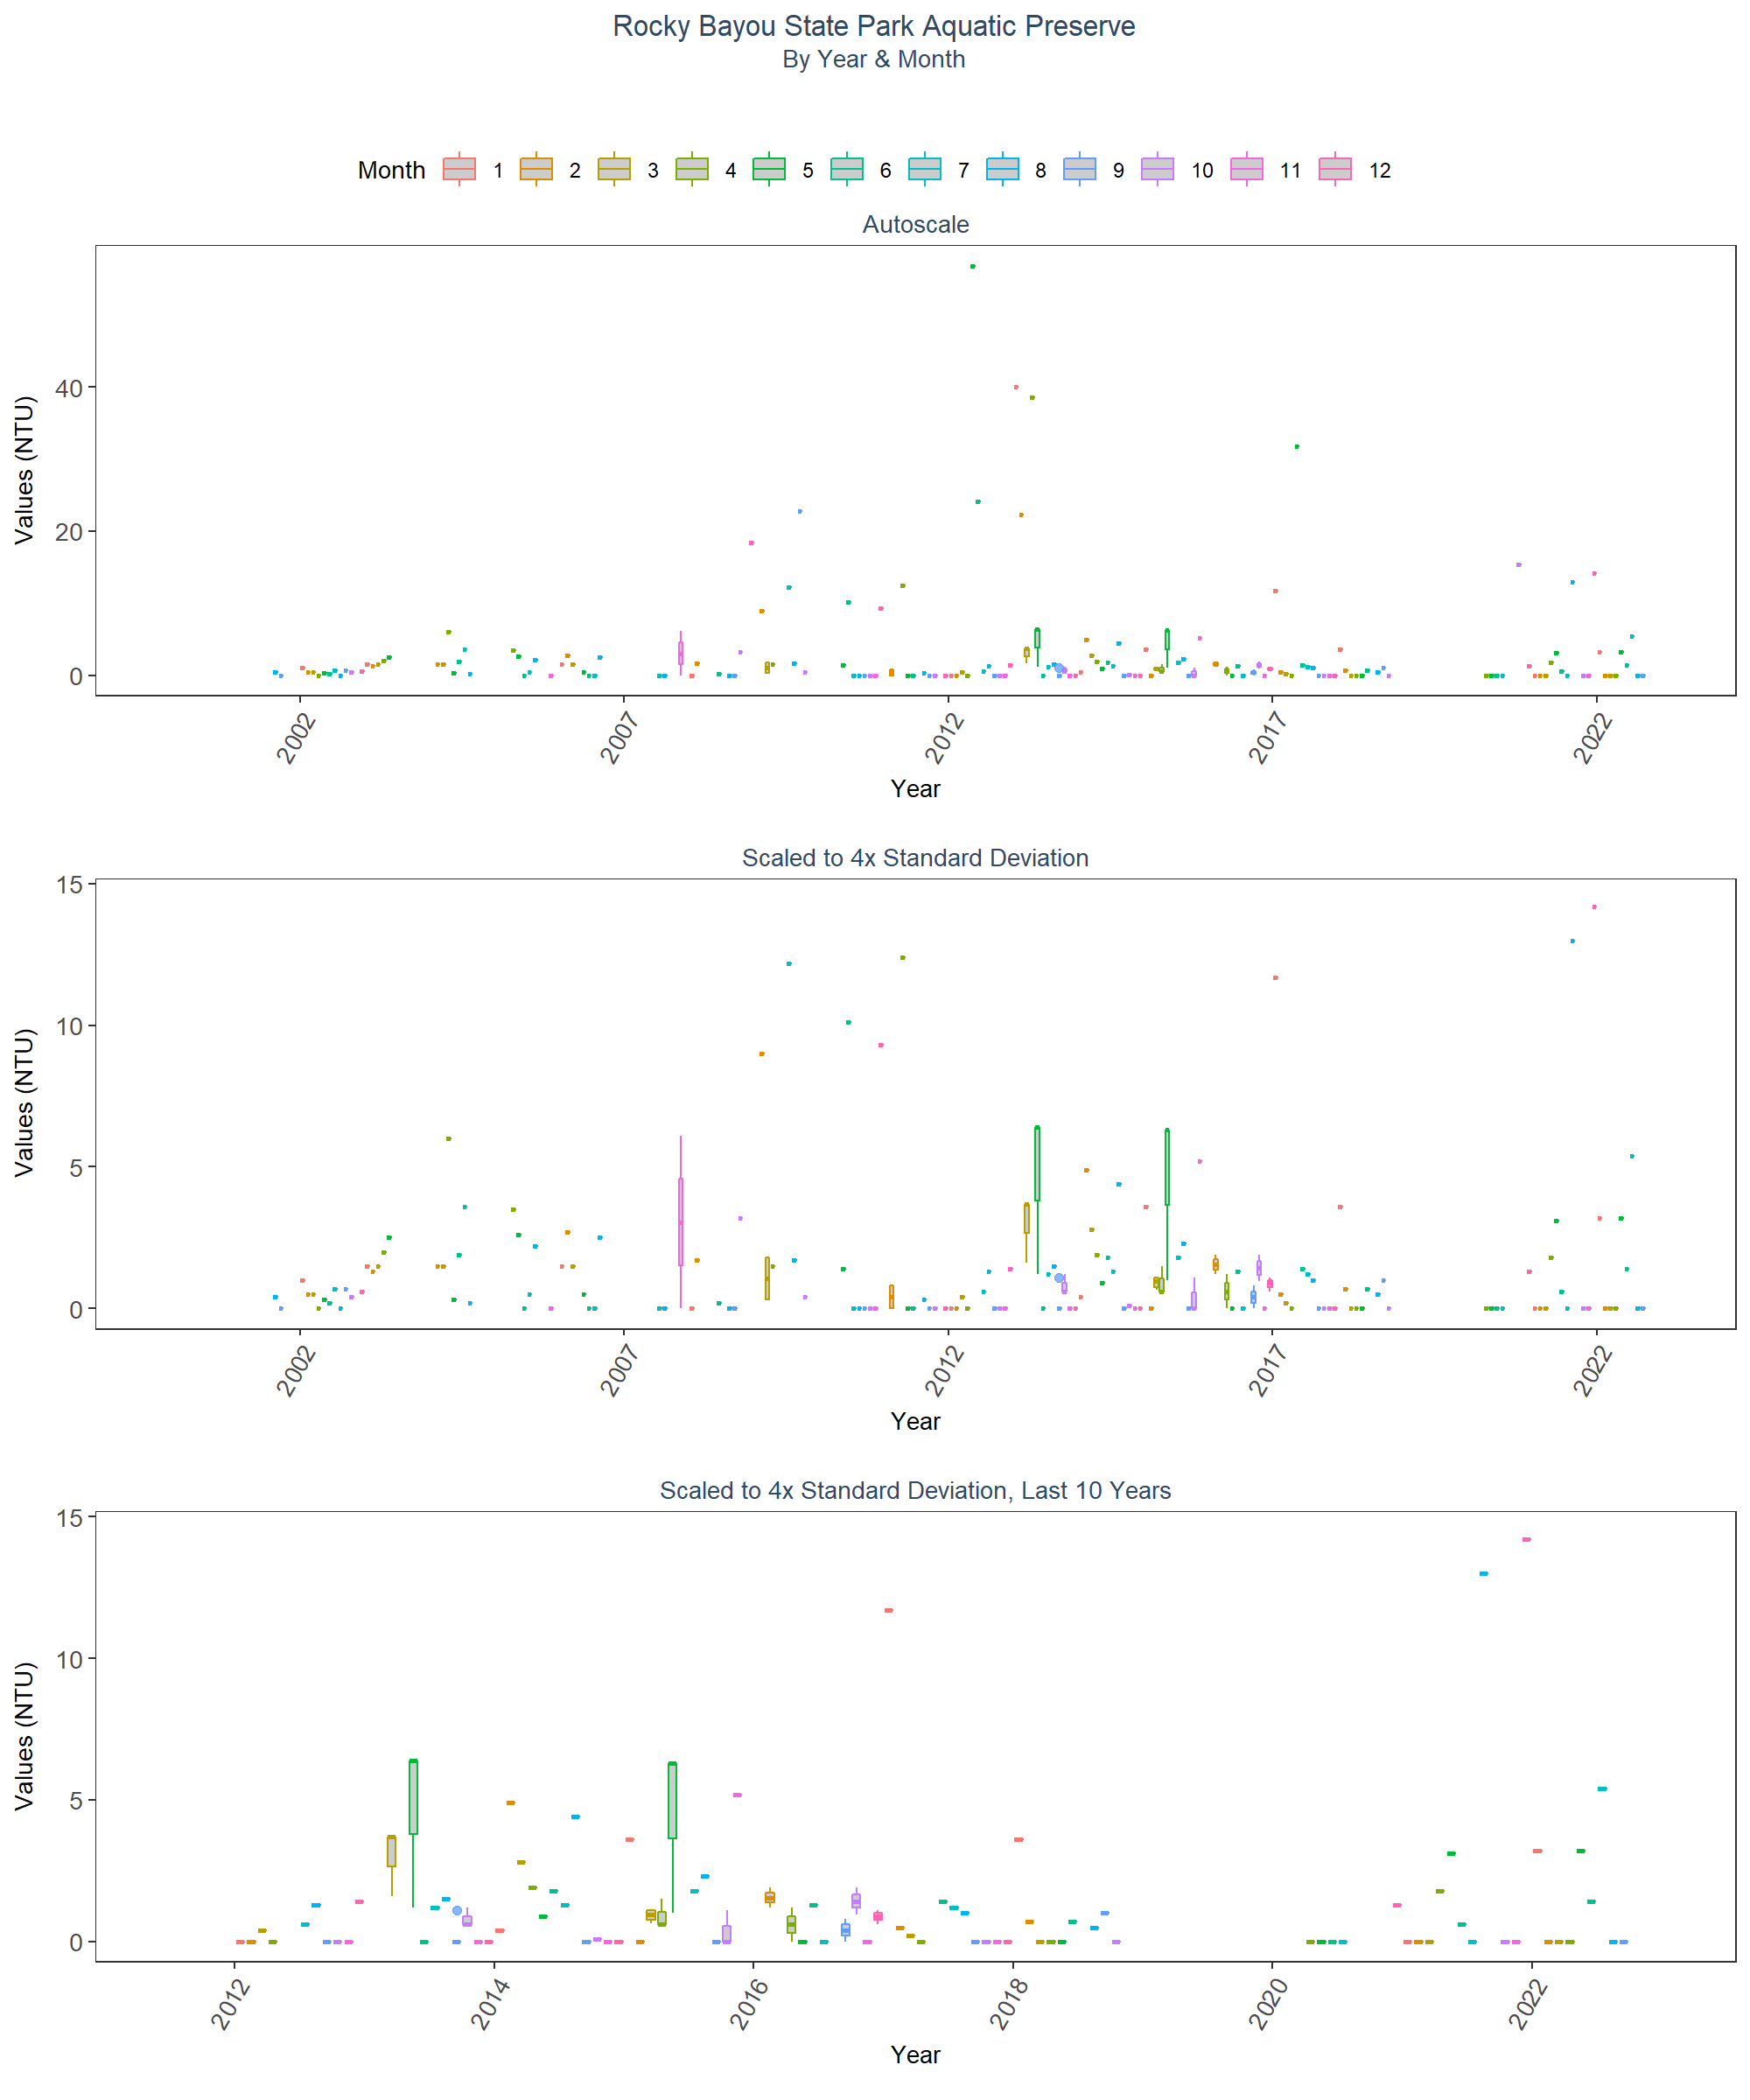 Rocky Bayou State Park Aquatic Preserve
By Year & Month
Month 1 2 3 4 5 6 7 8 9 10 11 12
Autoscale
Values (NTU)
40
20
0
2002 2007 2012 2017 2022
Year
Scaled to 4x Standard Deviation
Values (NTU)
15
10
5
0
2002 2007 2012 2017 2022
Year
Scaled to 4x Standard Deviation, Last 10 Years
Values (NTU)
15
10
5
0
2012 2014 2016 2018 2020 2022
Year